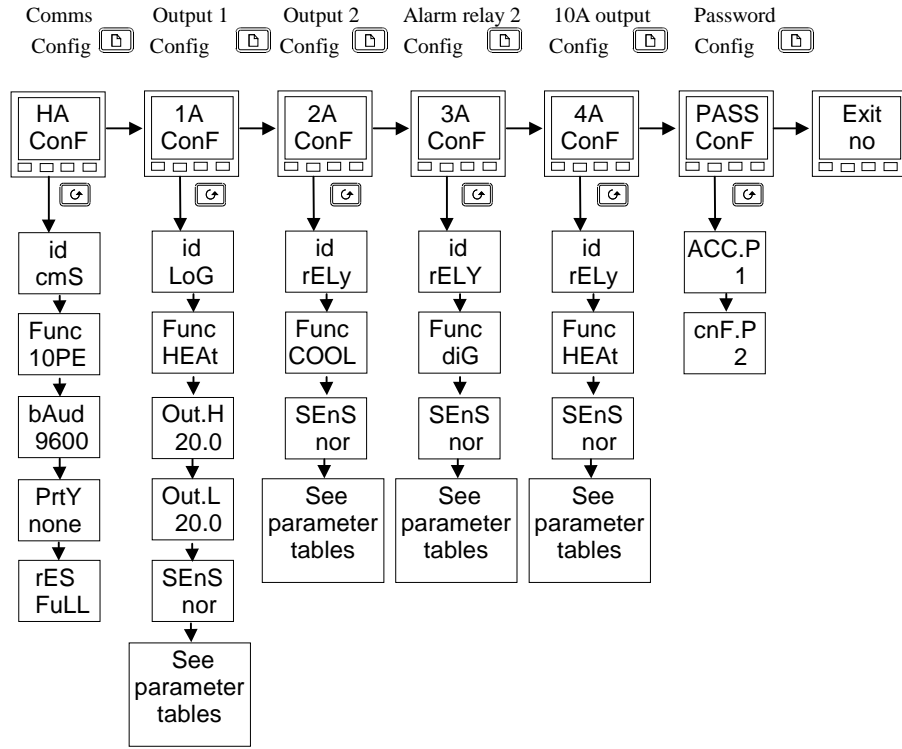 Comms
Config
Output 1
Config
Output 2
Config
Alarm relay 2
Config
10A output
Config
Password
Config
HA
ConF
1A
ConF
2A
ConF
3A
ConF
4A
ConF
PASS
ConF
Exit
no
id
cmS
Func
10PE
bAud
9600
PrtY
none
rES
FuLL
id
LoG
Func
HEAt
Out.H
20.0
Out.L
20.0
SEnS
nor
See
parameter
tables
id
rELy
Func
COOL
SEnS
nor
See
parameter
tables
id
rELY
Func
diG
SEnS
nor
See
parameter
tables
id
rELy
Func
HEAt
SEnS
nor
See
parameter
tables
ACC.P
1
cnF.P
2